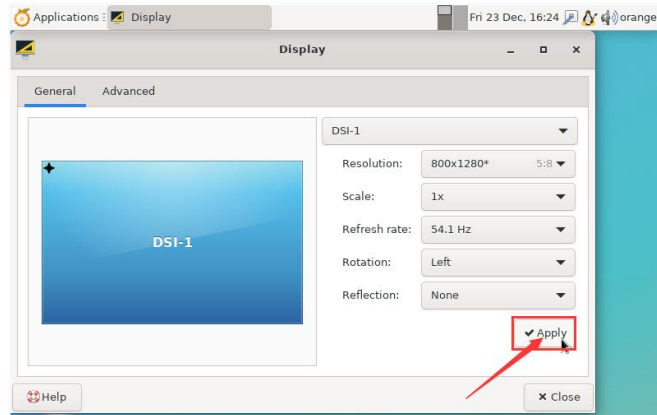 Applications Display Fri 23 Dec, 16:24 orange
Display
General Advanced
DSI-1
Resolution: 800x1280* 5:8
Scale: 1x
Refresh rate: 54.1 Hz
DSI-1
Rotation: Left
Reflection: None
Apply
Help Close